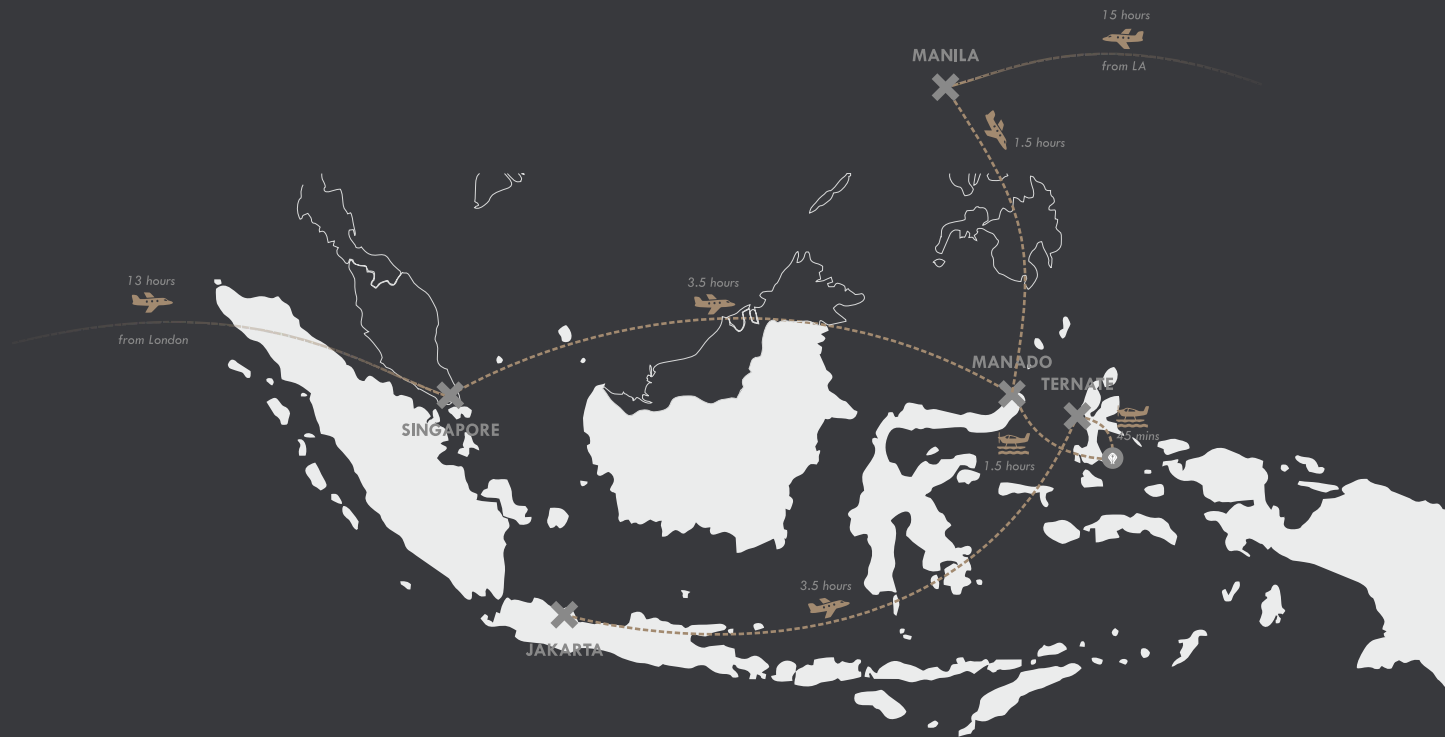 15 hours
MANILA
from LA
1.5 hours
13 hours
3.5 hours
from London
MANADO
TERNATE
SINGAPORE
45 mins
1.5 hours
3.5 hours
JAKARTA